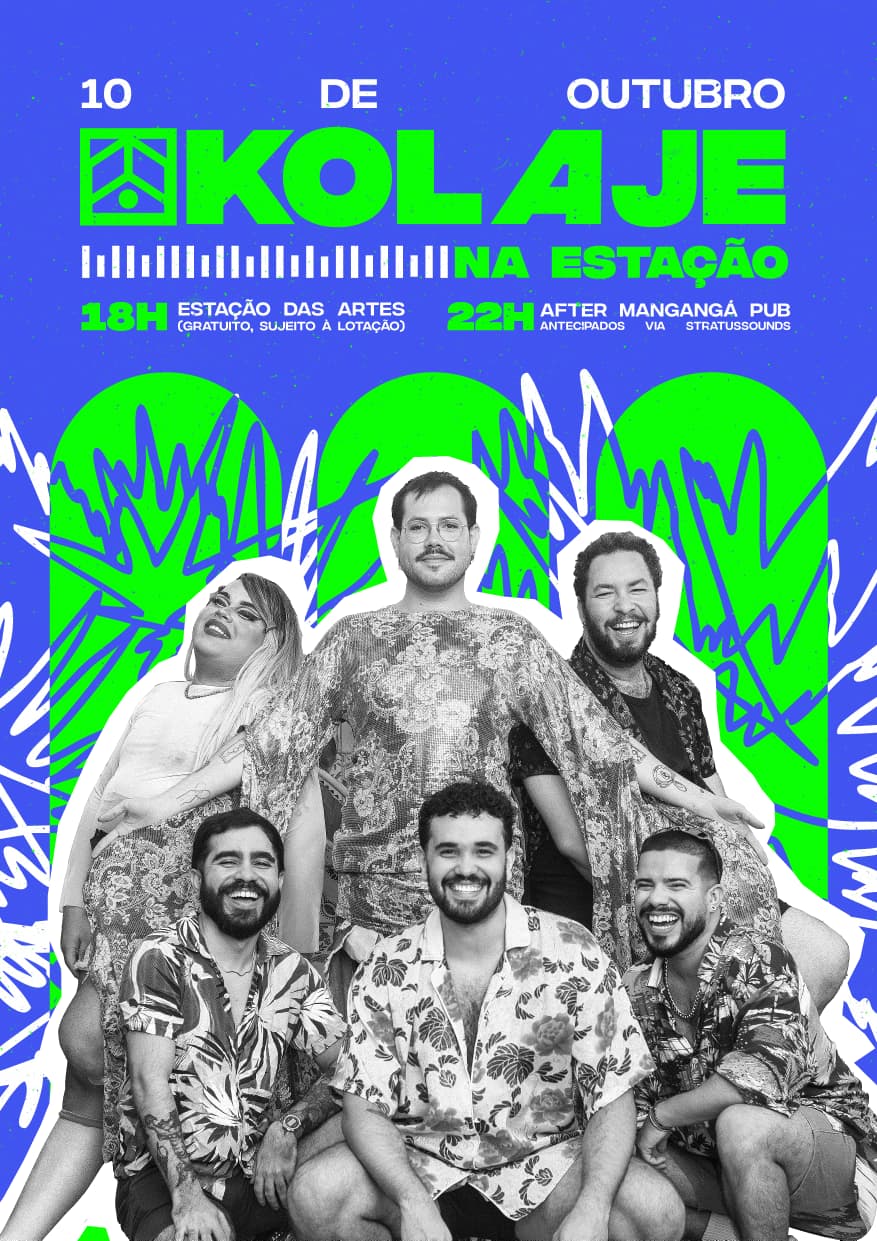 10 DE OUTUBRO
KOLAJE
NA ESTAÇÃO
18H ESTAÇÃO DAS ARTES
(GRATUITO, SUJEITO À LOTAÇÃO)
22H AFTER MANGANGÁ PUB
ANTECIPADOS VIA STRATUSSOUNDS